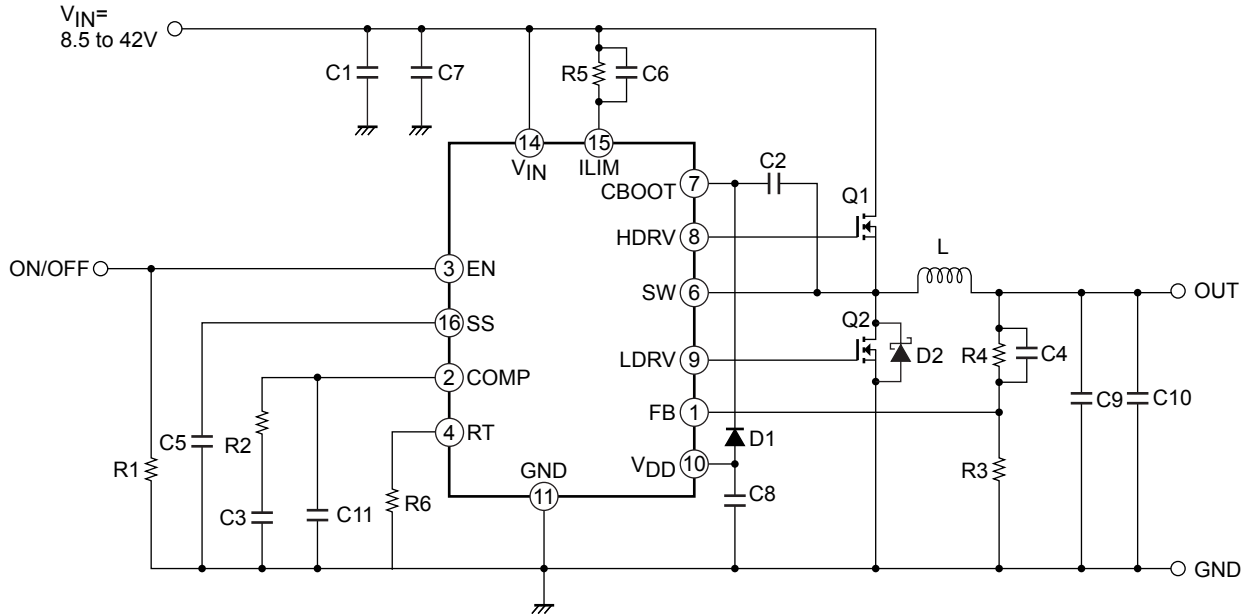 VIN=
8.5 to 42V
C1
C7
R5
C6
14
15
VIN
ILIM
C2
CBOOT
7
Q1
HDRV
8
L
ON/OFF
3
EN
SW
6
OUT
16
SS
Q2
D2
R4
C4
LDRV
9
2
COMP
C9
C10
FB
1
C5
R2
4
RT
D1
R1
GND
VDD
10
R3
11
C8
C3
C11
R6
GND